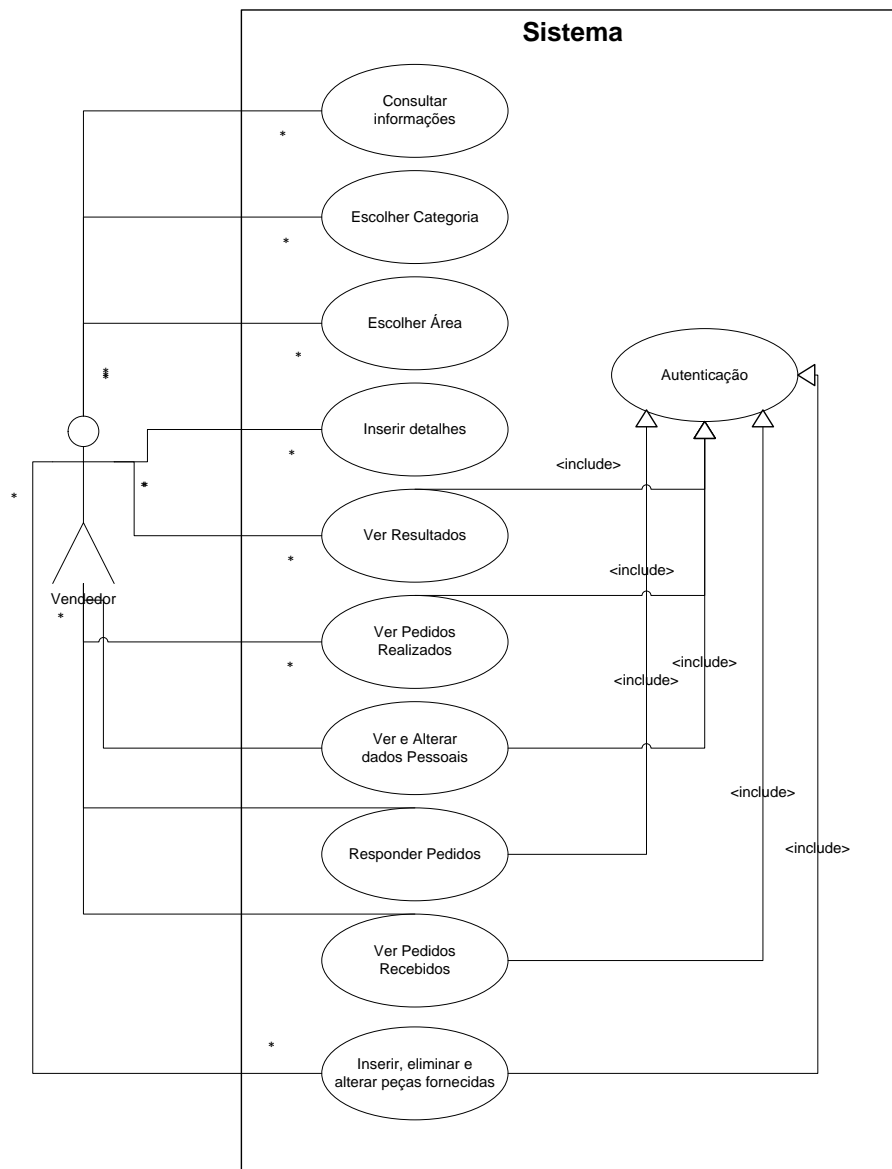 Sistema
Consultar
informações
*
Escolher Categoria
*
Escolher Área
*
*
*
Autenticação
Inserir detalhes
*
<include>
*
*
*
Ver Resultados
*
<include>
Vendedor
*
Ver Pedidos
Realizados
*
<include>
<include>
Ver e Alterar
dados Pessoais
<include>
Responder Pedidos
<include>
Ver Pedidos
Recebidos
*
Inserir, eliminar e
alterar peças fornecidas